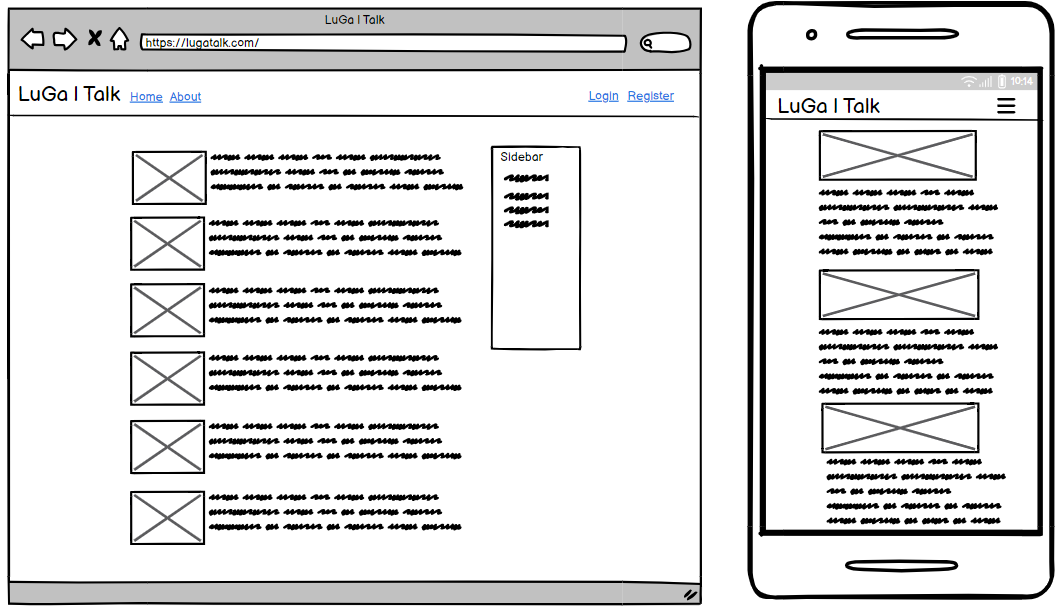 LuGa | Talk
https://lugatalk.com/
LuGa | Talk Home About Login Register
Sidebar
10:14
LuGa | Talk